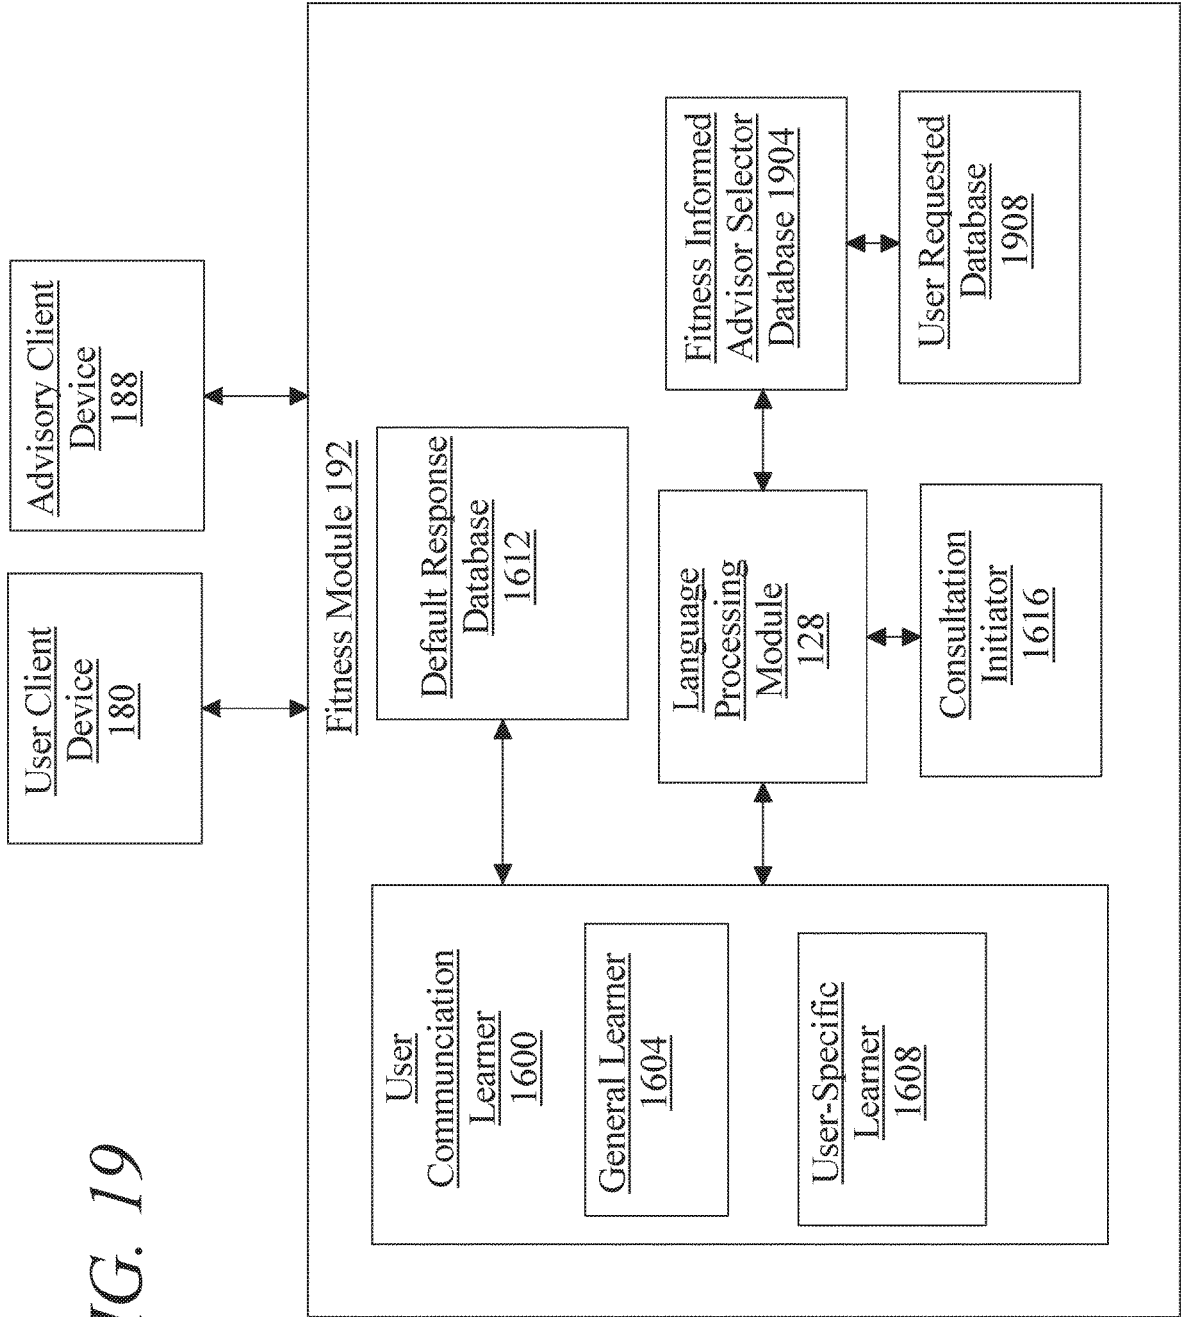 IG. 19
User Client
Device
180
Advisory Client
Device
188
Fitness Module 192
User
Communciation
Learner
1600
General Learner
1604
User-Specific
Learner
1608
Default Response
Database
1612
Language
Processing
Module
128
Consultation
Initiator
1616
Fitness Informed
Advisor Selector
Database 1904
User Requested
Database
1908